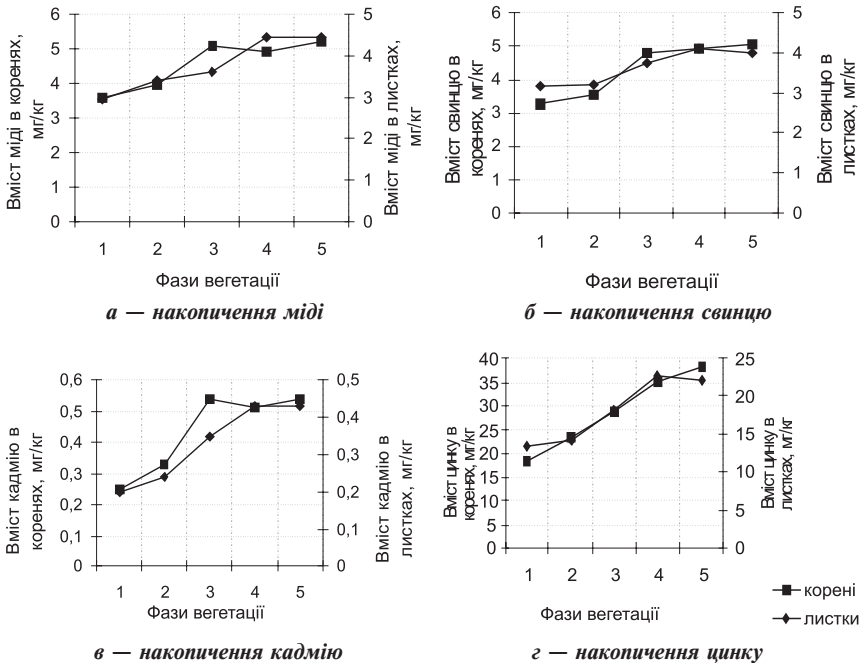 6
5
4
3
2
1
0
Вміст міді в коренях,
мг/кг
5
4
3
2
1
0
Вміст міді в листках,
мг/кг
1 2 3 4 5
Фази вегетації
а — накопичення міді
6
5
4
3
2
1
0
Вміст свинцю в
коренях, мг/кг
5
4
3
2
1
0
Вміст свинцю в
листках, мг/кг
1 2 3 4 5
Фази вегетації
б — накопичення свинцю
0,6
0,5
0,4
0,3
0,2
0,1
0
Вміст кадмію в
коренях, мг/кг
0,5
0,4
0,3
0,2
0,1
0
Вміст кадмію в
листках, мг/кг
1 2 3 4 5
Фази вегетації
в — накопичення кадмію
40
35
30
25
20
15
10
5
0
Вміст цинку в
коренях, мг/кг
25
20
15
10
5
0
Вміст цинку в
листках, мг/кг
1 2 3 4 5
Фази вегетації
корені
листки
г — накопичення цинку